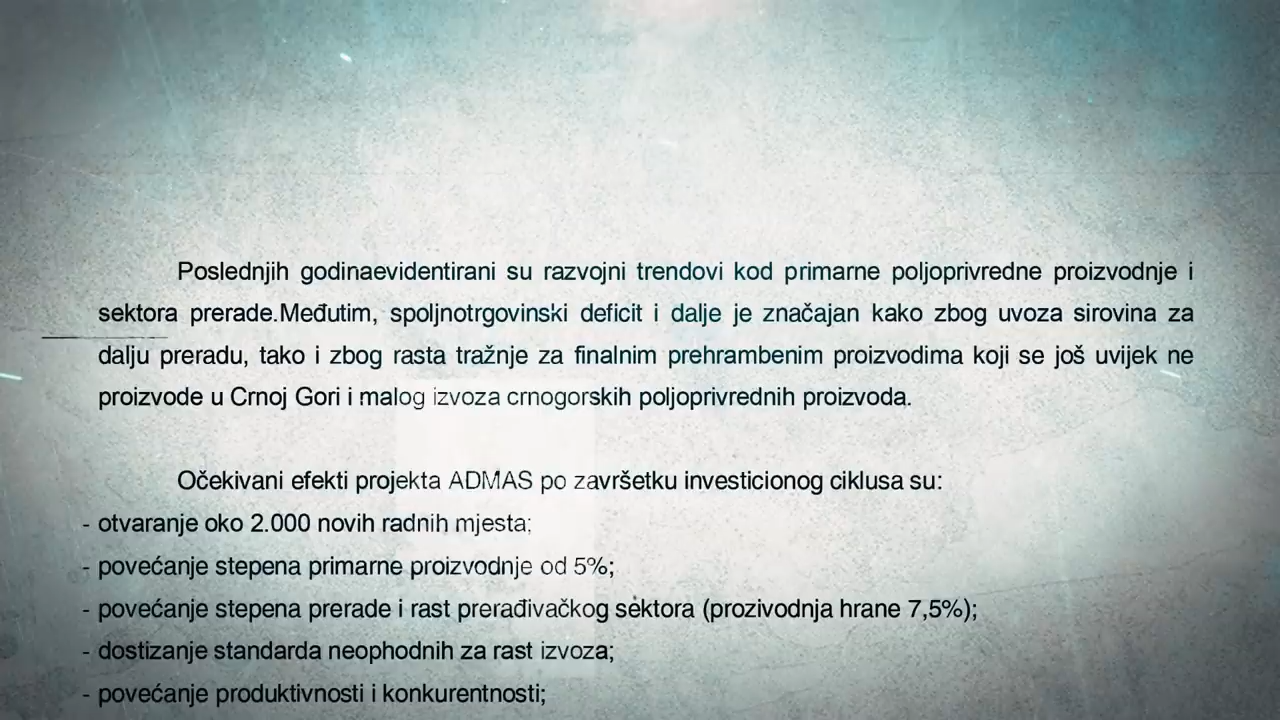 Poslednjih godinaevidentirani su razvojni trendovi kod primarne poljoprivredne proizvodnje i
sektora prerade.Međutim, spoljnotrgovinski deficit i dalje je značajan kako zbog uvoza sirovina za
dalju preradu, tako i zbog rasta tražnje za finalnim prehrambenim proizvodima koji se još uvijek ne
proizvode u Crnoj Gori i malog izvoza crnogorskih poljoprivrednih proizvoda.
Očekivani efekti projekta ADMAS po završetku investicionog ciklusa su:
- otvaranje oko 2.000 novih radnih mjesta;
- povećanje stepena primarne proizvodnje od 5%;
- povećanje stepena prerade i rast prerađivačkog sektora (prozivodnja hrane 7,5%);
- dostizanje standarda neophodnih za rast izvoza;
- povećanje produktivnosti i konkurentnosti;